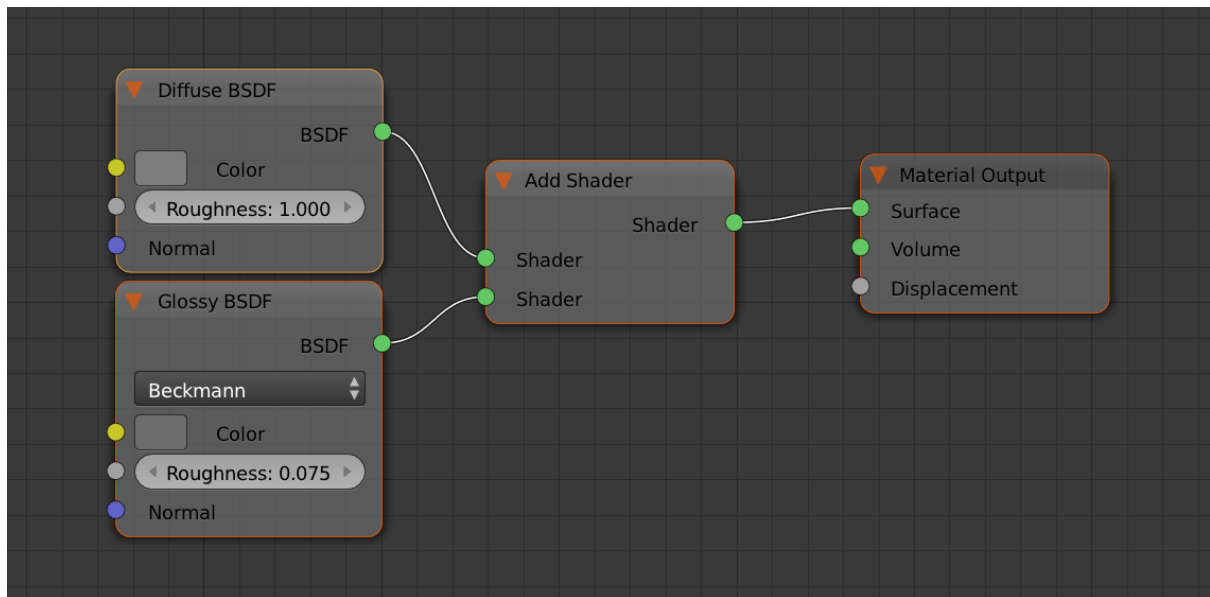 Diffuse BSDF
BSDF
Color
Roughness: 1.000
Normal
Glossy BSDF
BSDF
Beckmann
Color
Roughness: 0.075
Normal
Add Shader
Shader
Shader
Shader
Material Output
Surface
Volume
Displacement